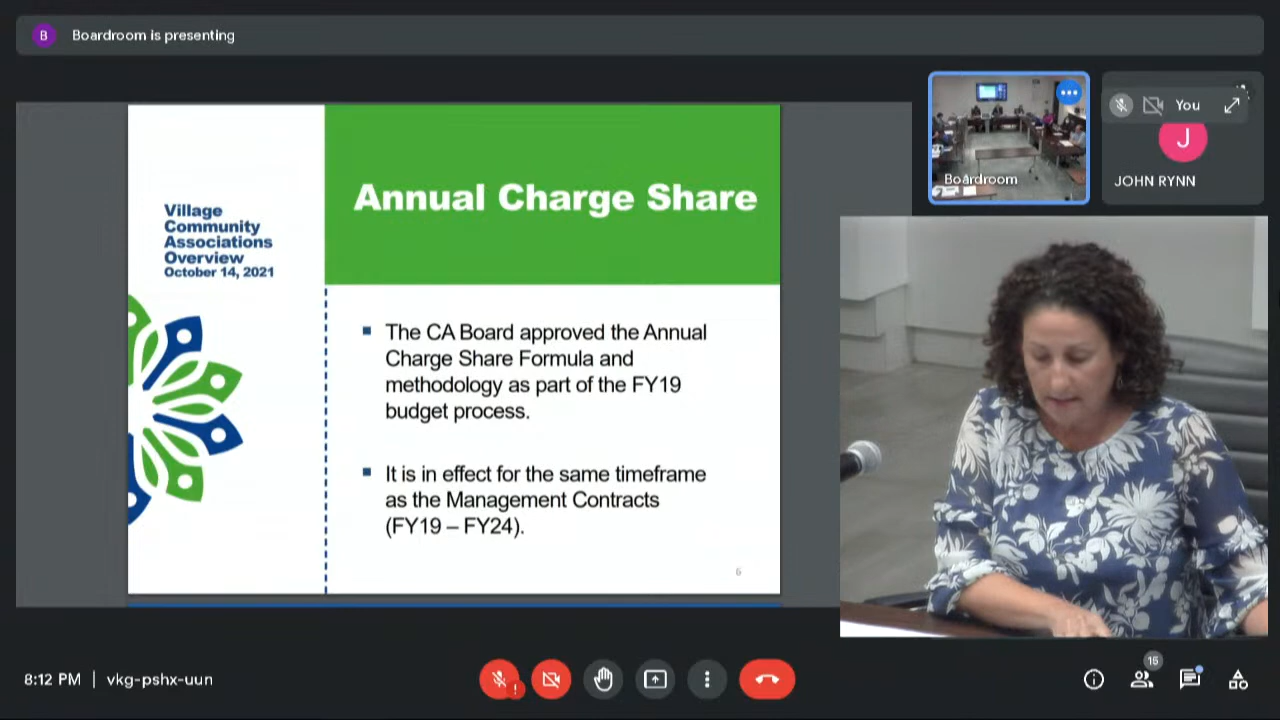 B Boardroom is presenting
Annual Charge Share
Village
Community
Associations
Overview
October 14, 2021
The CA Board approved the Annual
Charge Share Formula and
methodology as part of the FY19
budget process.
It is in effect for the same timeframe
as the Management Contracts
(FY19 – FY24).
6
Boardroom
You
J
JOHN RYNN
8:12 PM | vkg-pshx-uun
15